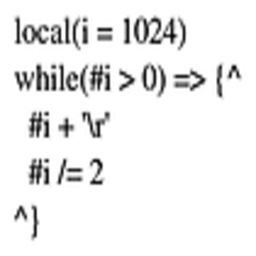 local(i = 1024)
while(#i > 0) => {^
#i + '\r'
#i /= 2
^}